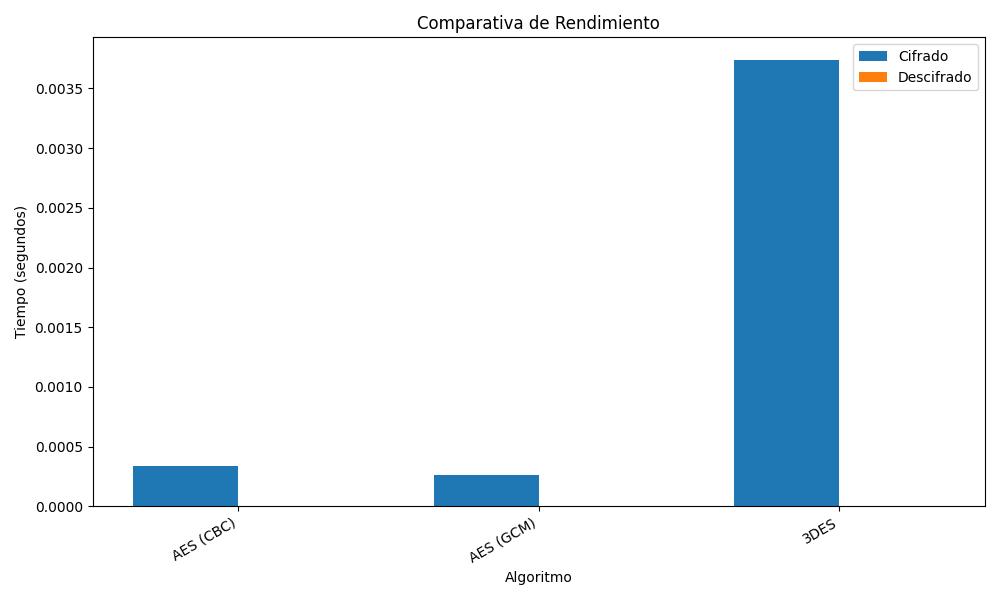 Comparativa de Rendimiento
Cifrado
Descifrado
Tiempo (segundos)
0.0035
0.0030
0.0025
0.0020
0.0015
0.0010
0.0005
0.0000
AES (CBC)
AES (GCM)
3DES
Algoritmo